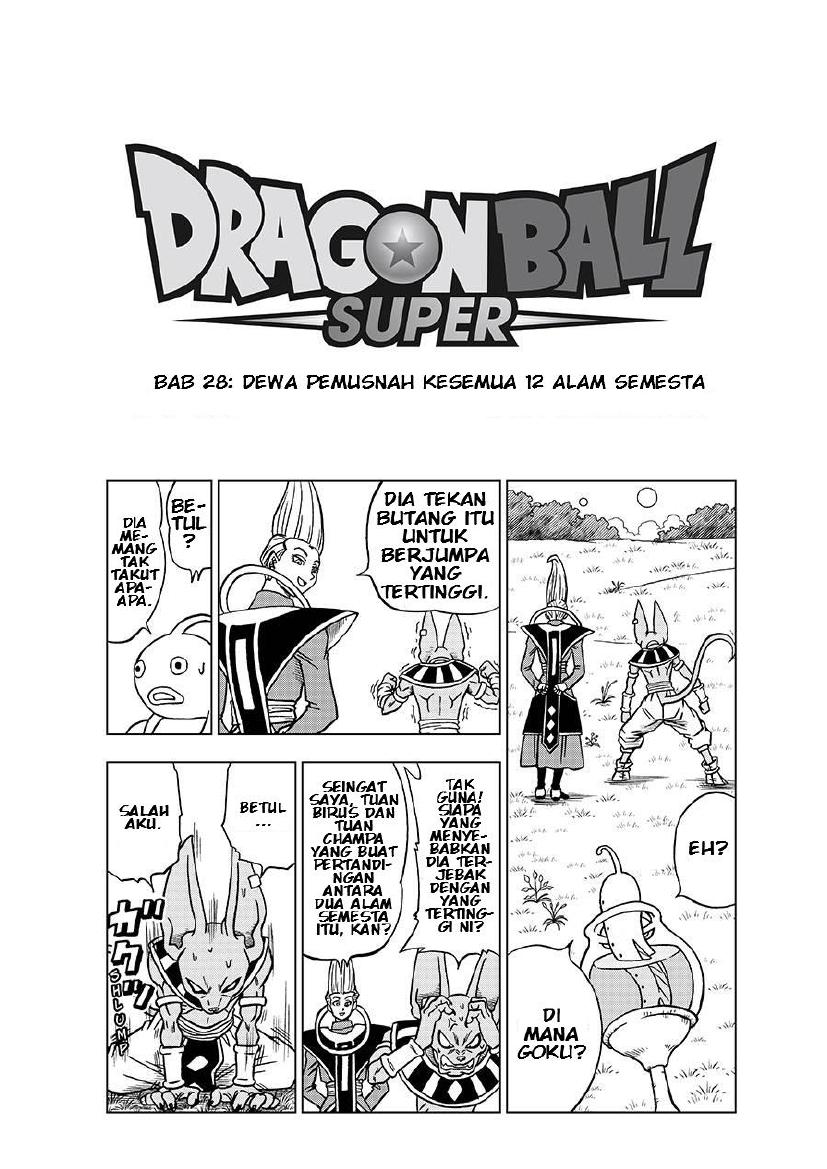 DRAGON BALL
SUPER
BAB 28: DEWA PEMUSNAH KESEMUA 12 ALAM SEMESTA
EH?
DI
MANA
GOKU?
DIA TEKAN
BUTANG ITU
UNTUK
BERJUMPA
YANG
TERTINGGI.
BE-
TUL?
DIA
ME-
MANG
TAK
TAKUT
APA-
APA.
TAK
GUNA!
SIAPA
YANG
MENYE-
BABKAN
DIA TER-
JEBAK
DENGAN
YANG
TERTING-
GI NI?
SEINGAT
SAYA, TUAN
BIRUS DAN
TUAN
CHAMPA
YANG BUAT
PERTANDI-
NGAN
ANTARA
DUA ALAM
SEMESTA
ITU, KAN?
BETUL
...
SALAH
AKU.
ガクッ
SHLUMP